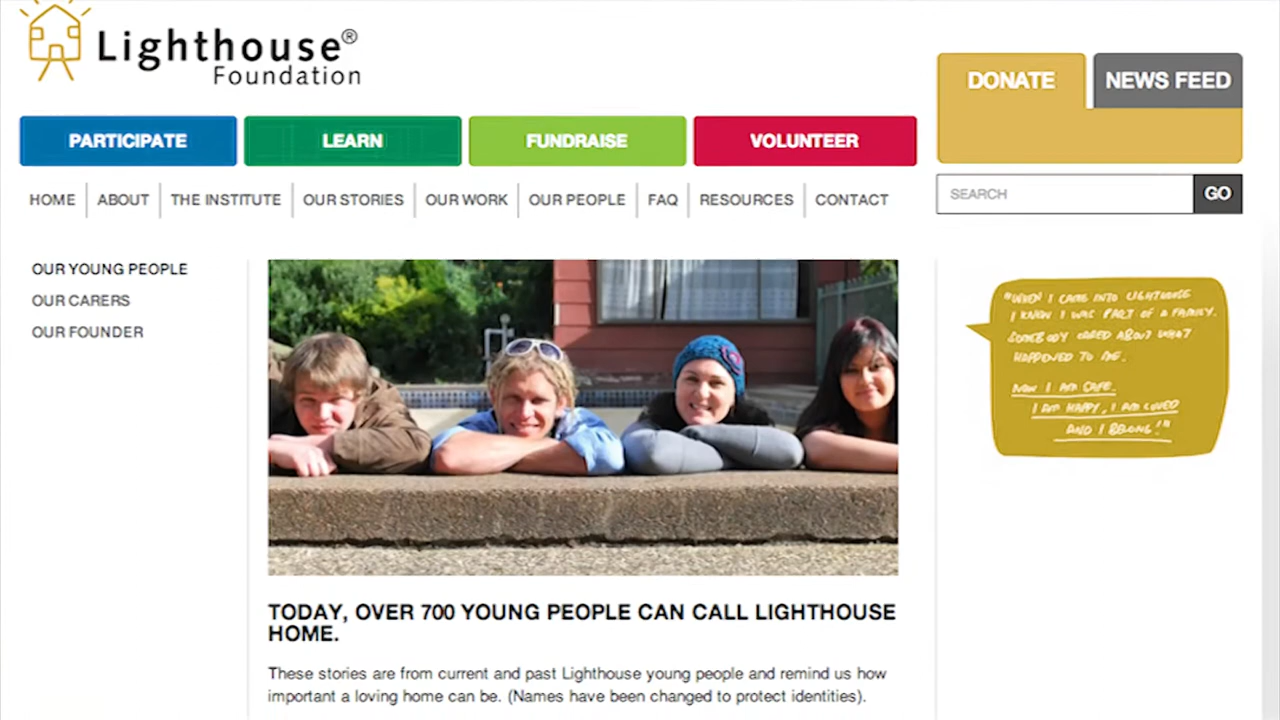 Lighthouse®
Foundation
DONATE
NEWS FEED
PARTICIPATE
LEARN
FUNDRAISE
VOLUNTEER
SEARCH
GO
HOME
ABOUT
THE INSTITUTE
OUR STORIES
OUR WORK
OUR PEOPLE
FAQ
RESOURCES
CONTACT
OUR YOUNG PEOPLE
OUR CARERS
OUR FOUNDER
"WHEN I CAME INTO LIGHTHOUSE
I KNEW I WAS PART OF A FAMILY.
SOMEBODY CARED ABOUT WHAT
HAPPENED TO ME.
NOW I AM SAFE.
I AM HAPPY, I AM LOVED
AND I BELONG!"
TODAY, OVER 700 YOUNG PEOPLE CAN CALL LIGHTHOUSE
HOME.
These stories are from current and past Lighthouse young people and remind us how
important a loving home can be. (Names have been changed to protect identities).